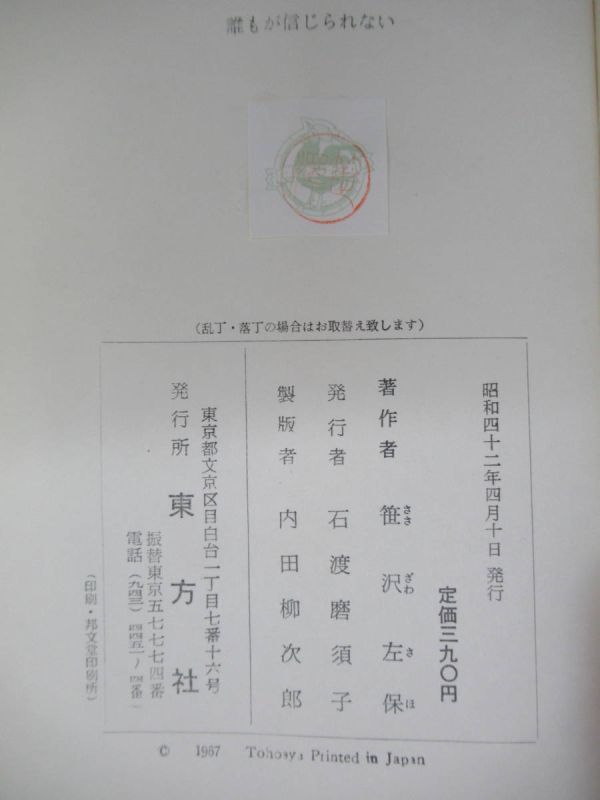 誰もが信じられない
(乱丁・落丁の場合はお取替え致します)
昭和四十二年四月十日 発行
定価三九〇円
著作者 笹沢左保
ささ ざわ さ ほ
発行者 石渡磨須子
製版者 内田柳次郎
東京都文京区目白台一丁目七番十六号
発行所 東方社
振替東京五七七七四番
電話(九四三)四四五一〜四番
(印刷・邦文堂印刷所)
© 1967 Tohosya Printed in Japan